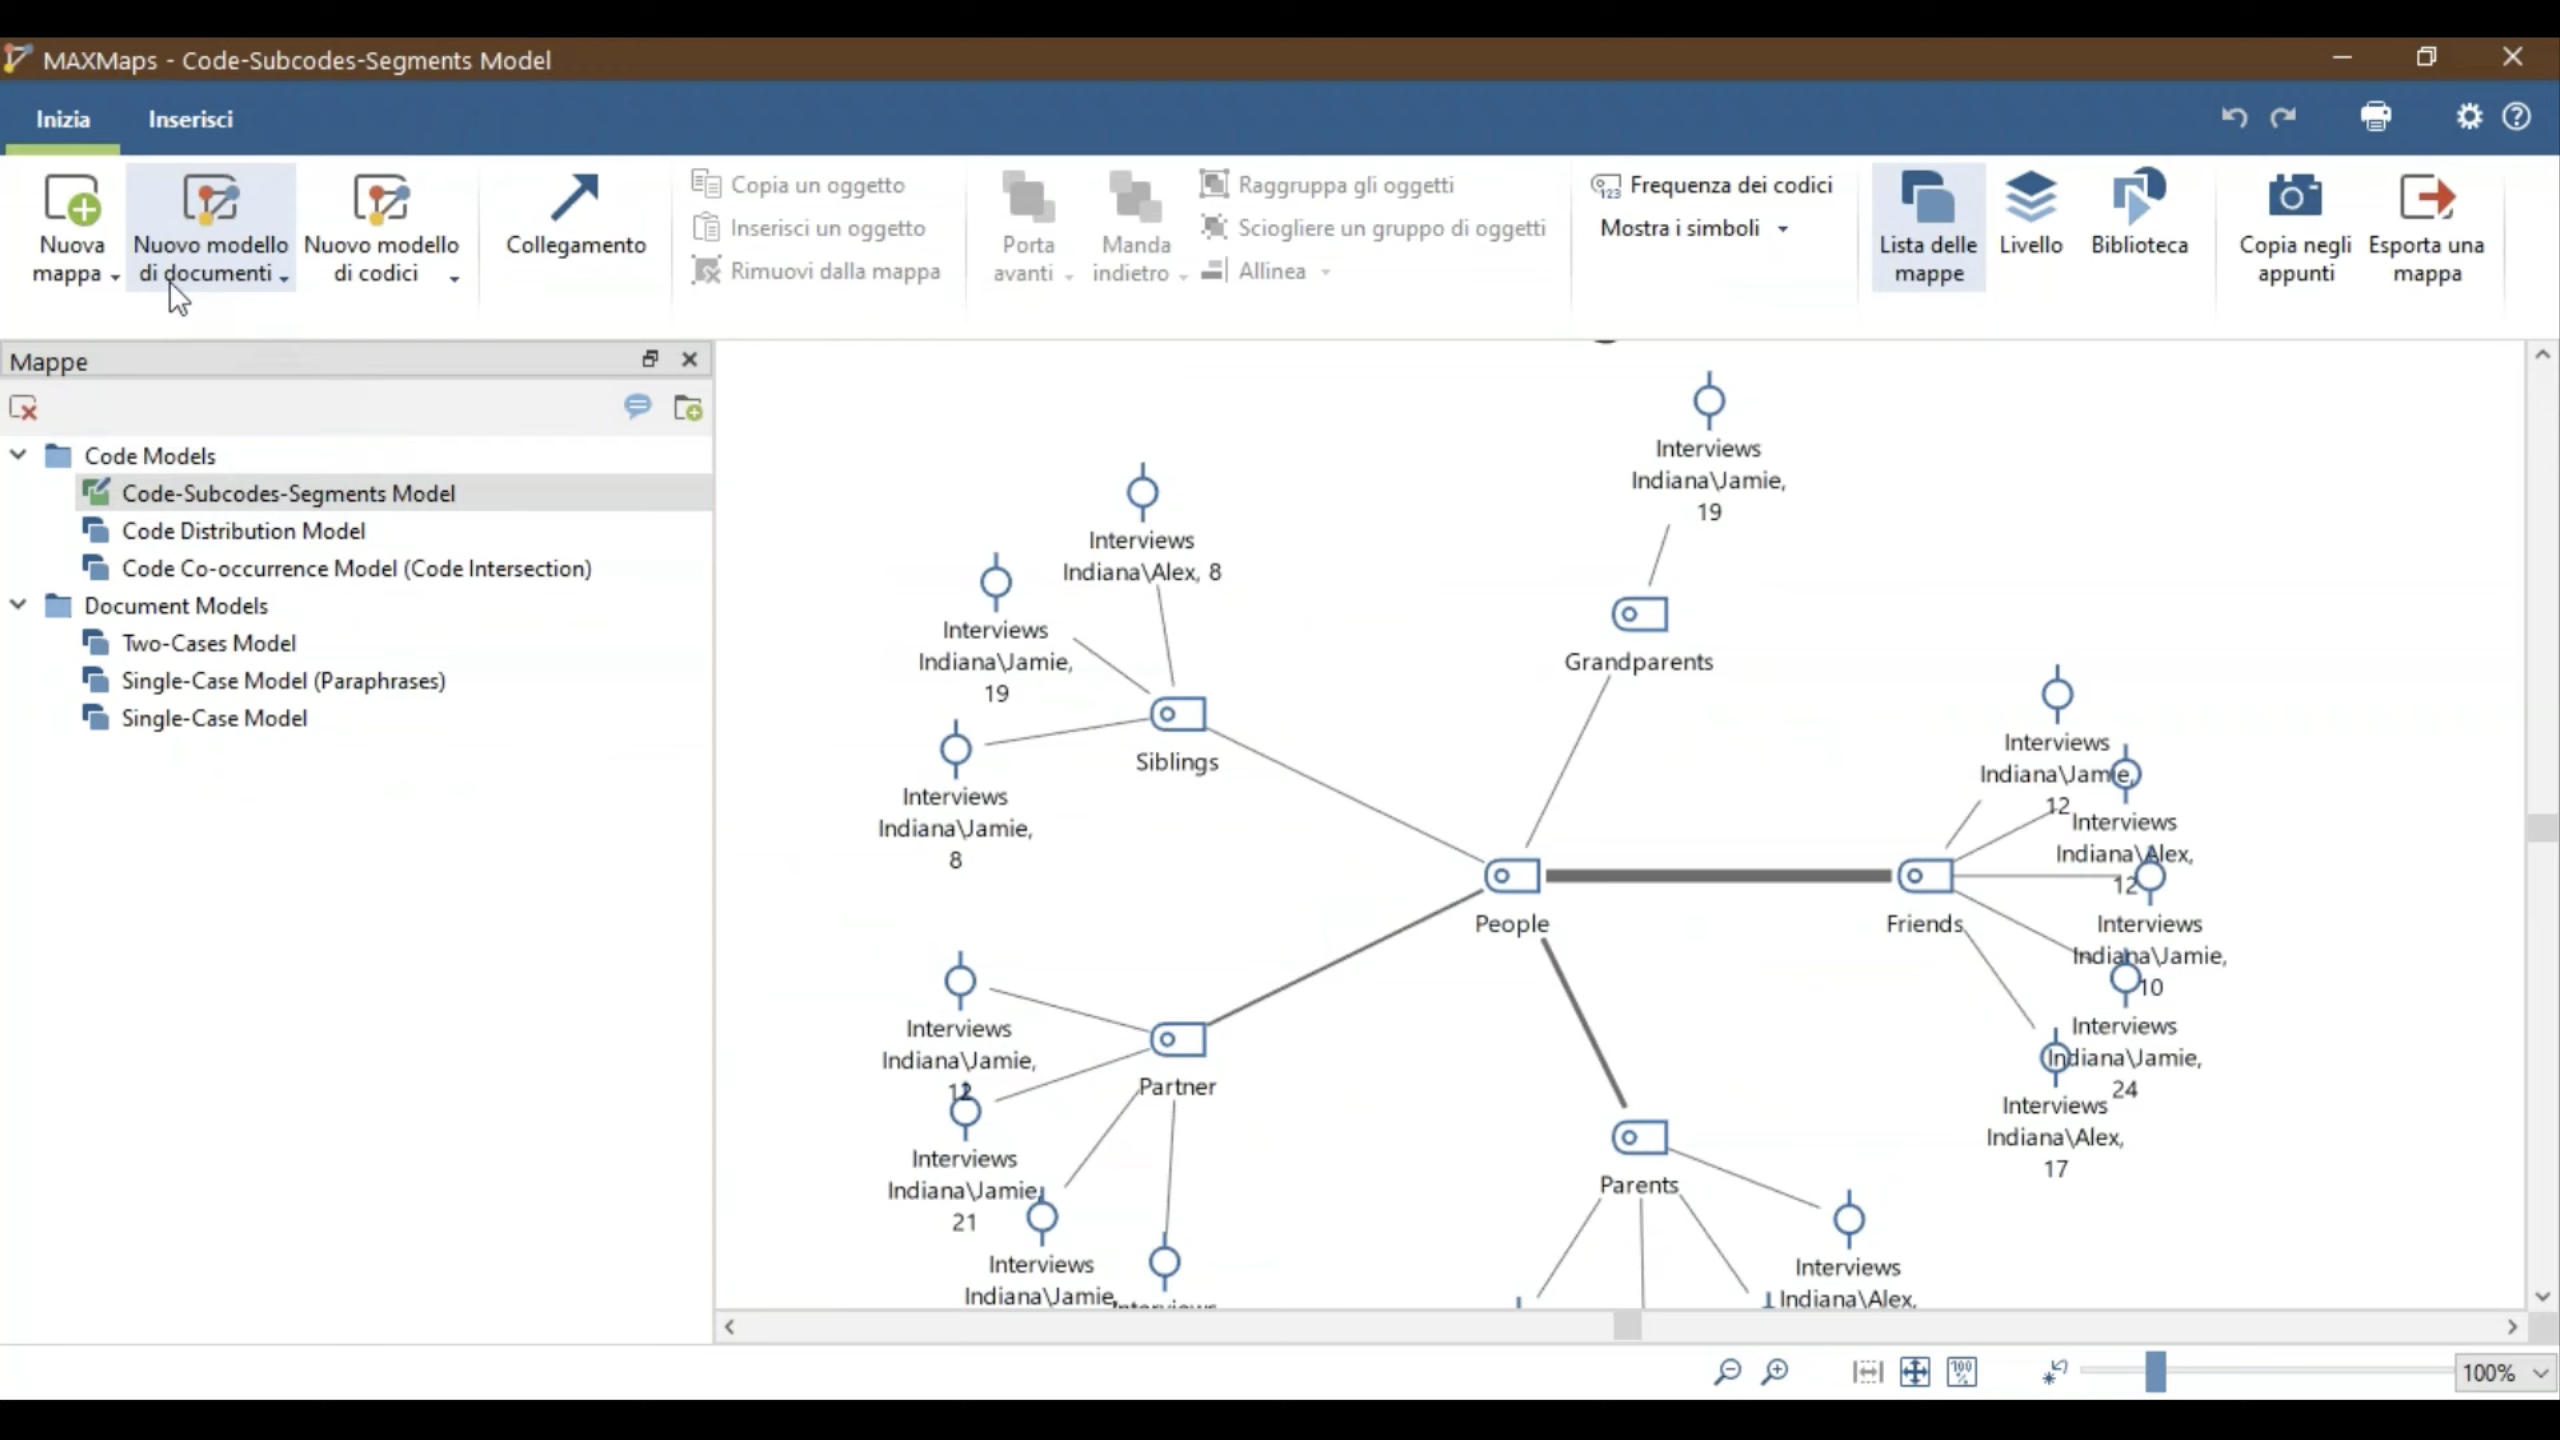 MAXMaps - Code-Subcodes-Segments Model
Inizia
Inserisci
Nuova
mappa
Nuovo modello
di documenti
Nuovo modello
di codici
Collegamento
Copia un oggetto
Inserisci un oggetto
Rimuovi dalla mappa
Porta
avanti
Manda
indietro
Raggruppa gli oggetti
Sciogliere un gruppo di oggetti
Allinea
Frequenza dei codici
Mostra i simboli
Lista delle
mappe
Livello
Biblioteca
Copia negli
appunti
Esporta una
mappa
Mappe
Code Models
Code-Subcodes-Segments Model
Code Distribution Model
Code Co-occurrence Model (Code Intersection)
Document Models
Two-Cases Model
Single-Case Model (Paraphrases)
Single-Case Model
Interviews
Indiana\Jamie,
19
Grandparents
Interviews
Indiana\Alex, 8
Interviews
Indiana\Jamie,
19
Siblings
Interviews
Indiana\Jamie,
8
People
Interviews
Indiana\Jamie,
12
Interviews
Indiana\Alex,
12
Friends
Interviews
Indiana\Jamie,
10
Interviews
Indiana\Jamie,
24
Interviews
Indiana\Alex,
17
Interviews
Indiana\Jamie,
12
Partner
Interviews
Indiana\Jamie,
21
Interviews
Indiana\Jamie,
Parents
Interviews
Indiana\Alex,
100%